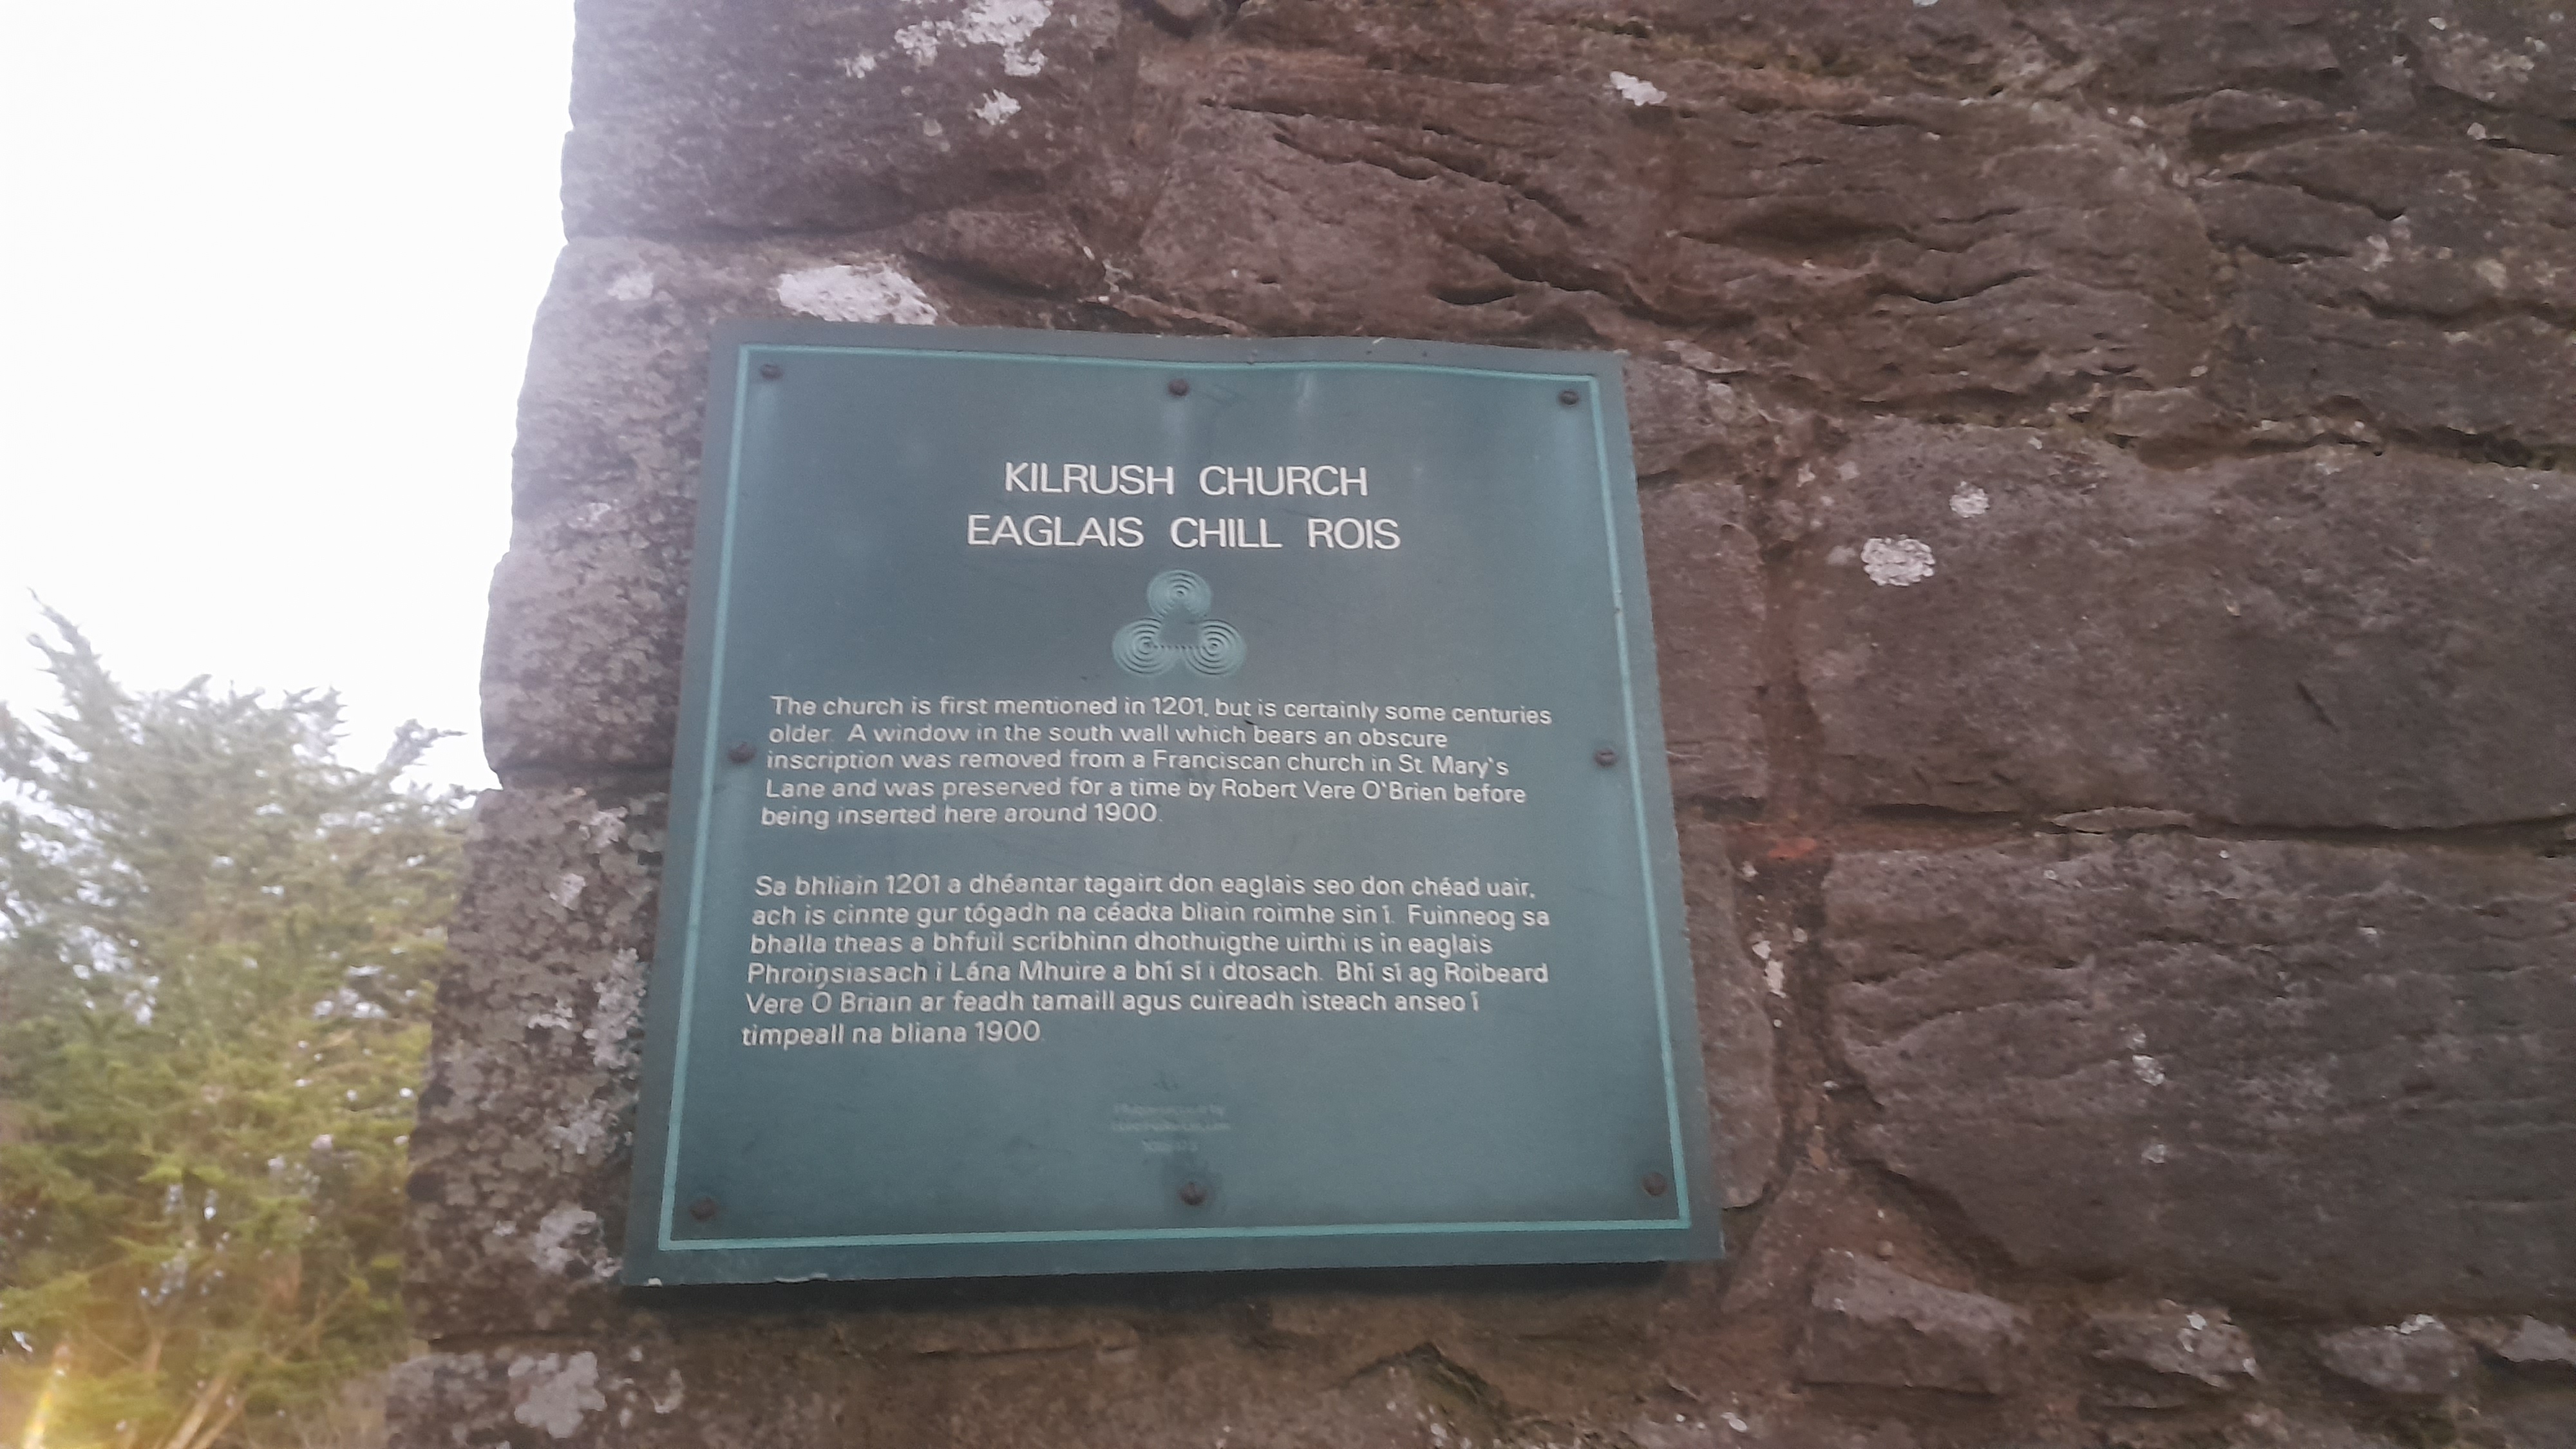 KILRUSH CHURCH
EAGLAIS CHILL ROIS
The church is first mentioned in 1201, but is certainly some centuries
older. A window in the south wall which bears an obscure
inscription was removed from a Franciscan church in St. Mary's
Lane and was preserved for a time by Robert Vere O'Brien before
being inserted here around 1900.
Sa bhliain 1201 a dhéantar tagairt don eaglais seo don chéad uair,
ach is cinnte gur tógadh na céadta bliain roimhe sin í. Fuinneog sa
bhalla theas a bhfuil scríbhinn dhothuigthe uirthi is in eaglais
Phroinsiasach i Lána Mhuire a bhí sí i dtosach. Bhí sí ag Roibeard
Vere Ó Briain ar feadh tamaill agus cuireadh isteach anseo í
timpeall na bliana 1900.